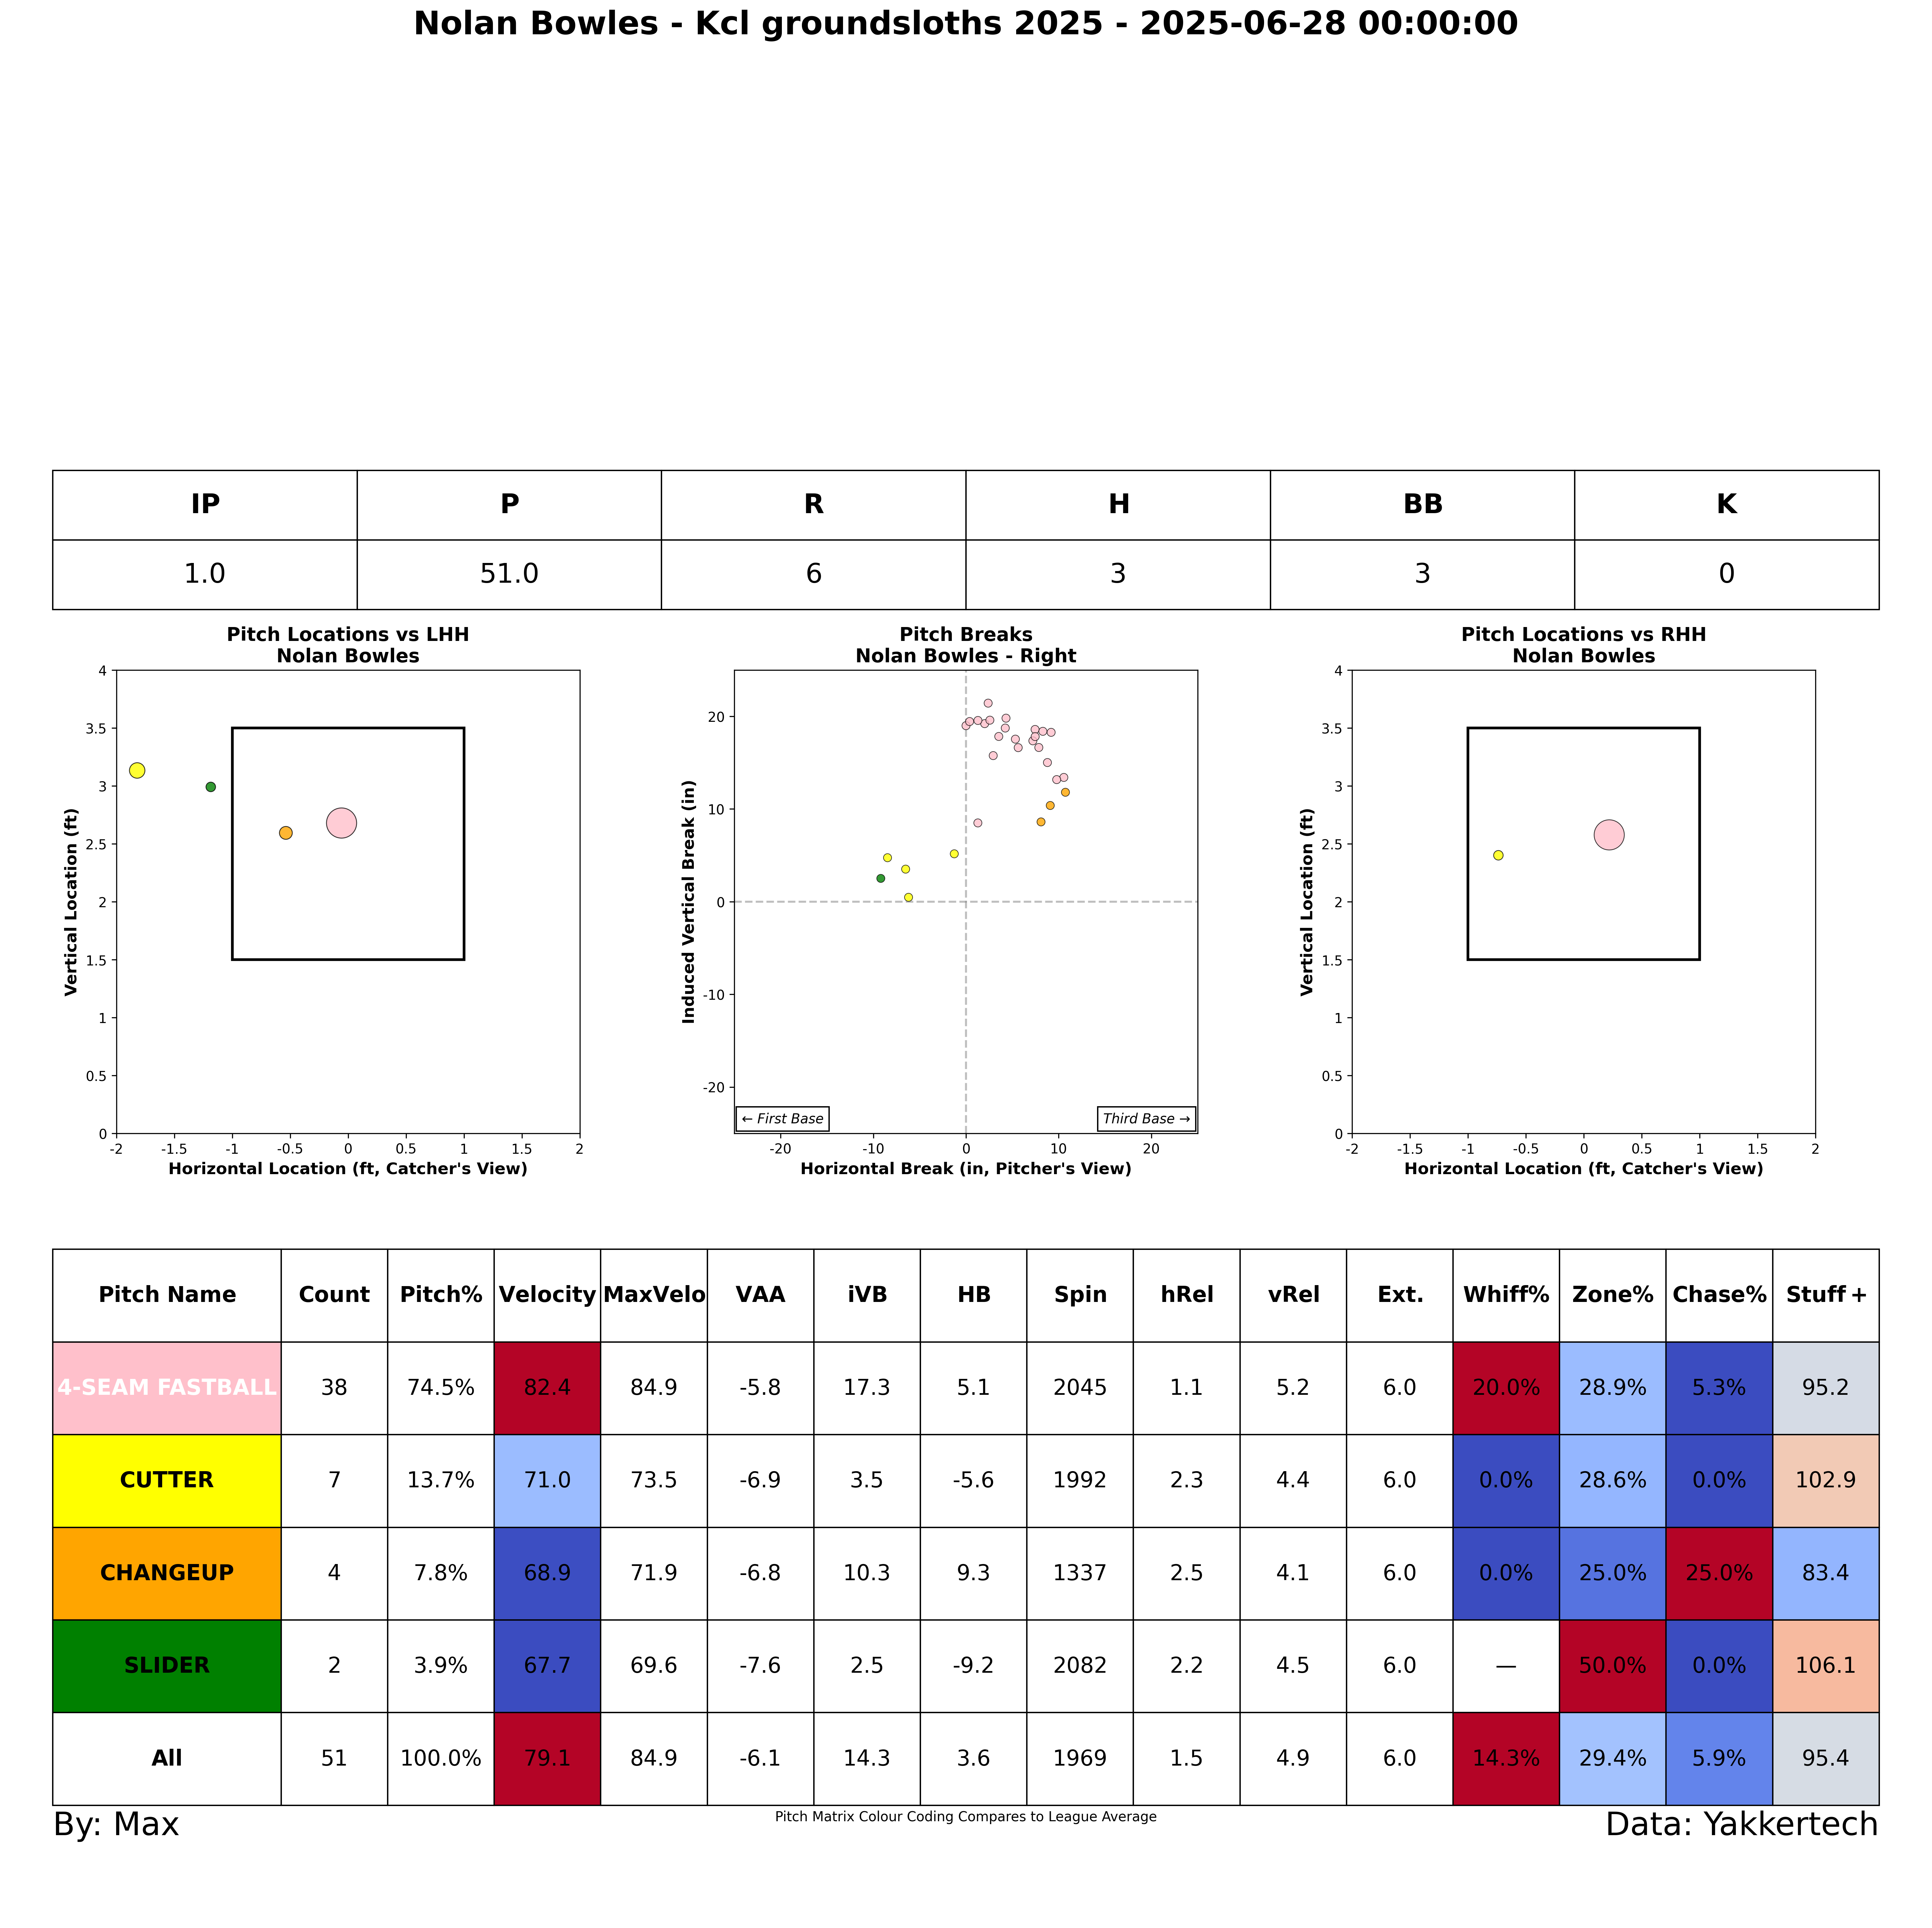 Nolan Bowles - Kcl groundsloths 2025 - 2025-06-28 00:00:00
IP P R H BB K
1.0 51.0 6 3 3 0
Pitch Locations vs LHH
Nolan Bowles
4
3.5
3
2.5
2
1.5
1
0.5
0
-2 -1.5 -1 -0.5 0 0.5 1 1.5 2
Vertical Location (ft)
Horizontal Location (ft, Catcher's View)
Pitch Breaks
Nolan Bowles - Right
20
10
0
-10
-20
← First Base Third Base →
-20 -10 0 10 20
Induced Vertical Break (in)
Horizontal Break (in, Pitcher's View)
Pitch Locations vs RHH
Nolan Bowles
4
3.5
3
2.5
2
1.5
1
0.5
0
-2 -1.5 -1 -0.5 0 0.5 1 1.5 2
Vertical Location (ft)
Horizontal Location (ft, Catcher's View)
Pitch Name Count Pitch% Velocity MaxVelo VAA iVB HB Spin hRel vRel Ext. Whiff% Zone% Chase% Stuff+
4-SEAM FASTBALL 38 74.5% 82.4 84.9 -5.8 17.3 5.1 2045 1.1 5.2 6.0 20.0% 28.9% 5.3% 95.2
CUTTER 7 13.7% 71.0 73.5 -6.9 3.5 -5.6 1992 2.3 4.4 6.0 0.0% 28.6% 0.0% 102.9
CHANGEUP 4 7.8% 68.9 71.9 -6.8 10.3 9.3 1337 2.5 4.1 6.0 0.0% 25.0% 25.0% 83.4
SLIDER 2 3.9% 67.7 69.6 -7.6 2.5 -9.2 2082 2.2 4.5 6.0 — 50.0% 0.0% 106.1
All 51 100.0% 79.1 84.9 -6.1 14.3 3.6 1969 1.5 4.9 6.0 14.3% 29.4% 5.9% 95.4
By: Max
Pitch Matrix Colour Coding Compares to League Average
Data: Yakkertech